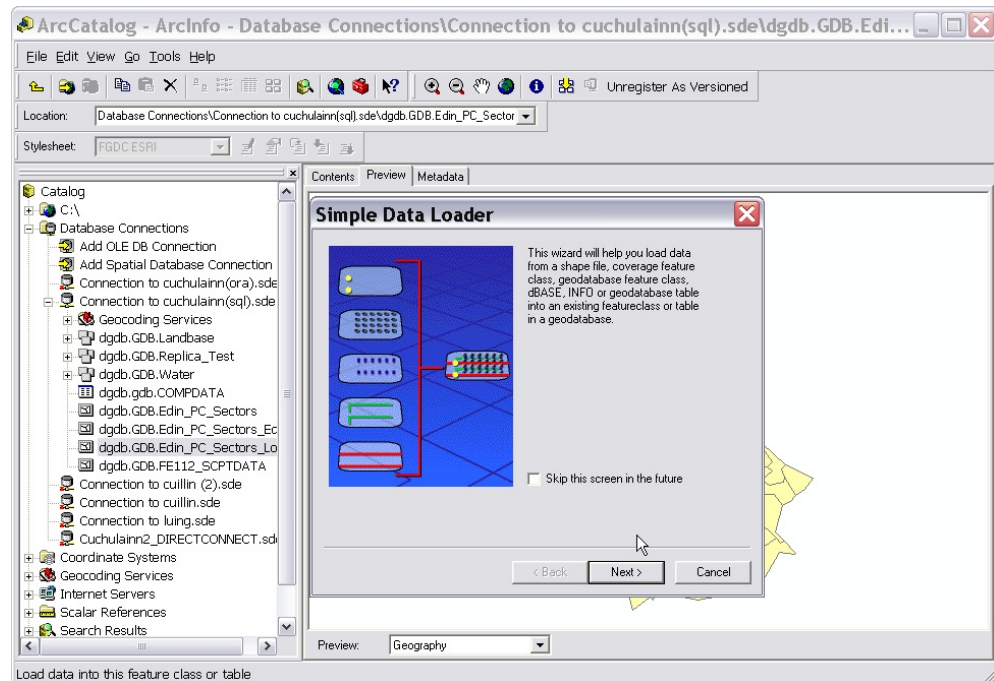 ArcCatalog - ArcInfo - Database Connections\Connection to cuchulainn(sql).sde\dgdb.GDB.Edi...
File Edit View Go Tools Help
Unregister As Versioned
Location: Database Connections\Connection to cuchulainn(sql).sde\dgdb.GDB.Edin_PC_Sector
Stylesheet: FGDC ESRI
Contents Preview Metadata
Catalog
C:\
Database Connections
Add OLE DB Connection
Add Spatial Database Connection
Connection to cuchulainn(ora).sde
Connection to cuchulainn(sql).sde
Geocoding Services
dgdb.GDB.Landbase
dgdb.GDB.Replica_Test
dgdb.GDB.Water
dgdb.gdb.COMPDATA
dgdb.GDB.Edin_PC_Sectors
dgdb.GDB.Edin_PC_Sectors_Ec
dgdb.GDB.Edin_PC_Sectors_Lo
dgdb.GDB.FE112_SCPTDATA
Connection to cuillin (2).sde
Connection to cuillin.sde
Connection to luing.sde
Cuchulainn2_DIRECTCONNECT.sd
Coordinate Systems
Geocoding Services
Internet Servers
Scalar References
Search Results
Simple Data Loader
This wizard will help you load data
from a shape file, coverage feature
class, geodatabase feature class,
dBASE, INFO or geodatabase table
into an existing featureclass or table
in a geodatabase.
Skip this screen in the future
< Back Next > Cancel
Preview: Geography
Load data into this feature class or table